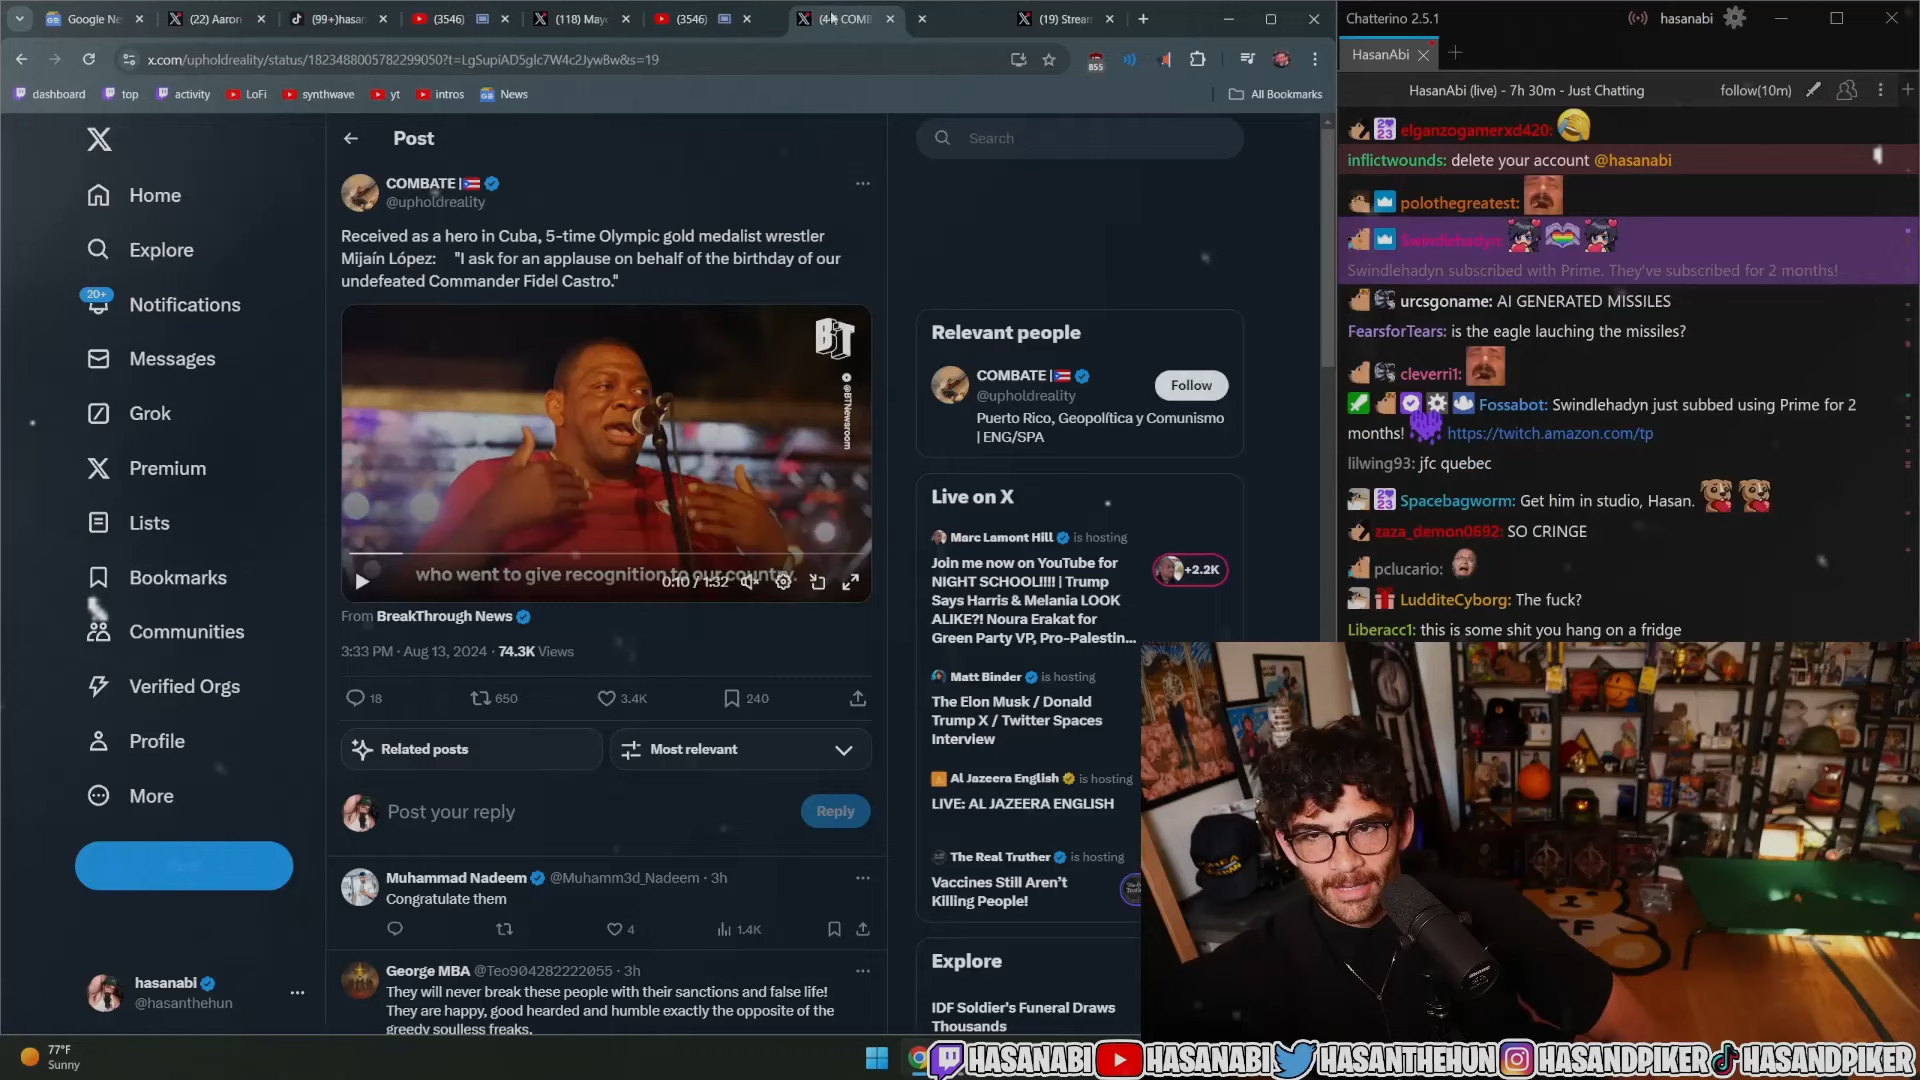 Google Ne
(22) Aaron
(99+)hasan
(3546)
(118) Mayo
(3546)
COMB
(19) Stream
x.com/upholdreality/status/1823488005782299050?t=LgSupiAD5glc7W4c2JywBw&s=19
855
dashboard
top
activity
LoFi
synthwave
yt
intros
News
All Bookmarks
Home
Explore
20+
Notifications
Messages
Grok
Premium
Lists
Bookmarks
Communities
Verified Orgs
Profile
More
hasanabi
@hasanthehun
Post
COMBATE |🇵🇷
@upholdreality
Received as a hero in Cuba, 5-time Olympic gold medalist wrestler
Mijaín López: "I ask for an applause on behalf of the birthday of our
undefeated Commander Fidel Castro."
BT
@BTNewsroom
who went to give recognition to our country.
0:10 / 1:32
From BreakThrough News
3:33 PM · Aug 13, 2024 · 74.3K Views
18
650
3.4K
240
Related posts
Most relevant
Post your reply
Reply
Muhammad Nadeem @Muhamm3d_Nadeem · 3h
Congratulate them
4
1.4K
George MBA @Teo904282222055 · 3h
They will never break these people with their sanctions and false life!
They are happy, good hearded and humble exactly the opposite of the
greedy soulless freaks.
Search
Relevant people
COMBATE |🇵🇷
@upholdreality
Follow
Puerto Rico, Geopolítica y Comunismo
| ENG/SPA
Live on X
Marc Lamont Hill is hosting
Join me now on YouTube for
NIGHT SCHOOL!!!! | Trump
Says Harris & Melania LOOK
ALIKE?! Noura Erakat for
Green Party VP, Pro-Palestin...
+2.2K
Matt Binder is hosting
The Elon Musk / Donald
Trump X / Twitter Spaces
Interview
Al Jazeera English is hosting
LIVE: AL JAZEERA ENGLISH
The Real Truther is hosting
Vaccines Still Aren't
Killing People!
Explore
IDF Soldier's Funeral Draws
Thousands
Chatterino 2.5.1
hasanabi
HasanAbi
HasanAbi (live) - 7h 30m - Just Chatting
follow(10m)
elganzogamerxd420:
inflictwounds: delete your account @hasanabi
polothegreatest:
Swindlehadyn:
Swindlehadyn subscribed with Prime. They've subscribed for 2 months!
urcsgoname: AI GENERATED MISSILES
FearsforTears: is the eagle lauching the missiles?
cleverri1:
Fossabot: Swindlehadyn just subbed using Prime for 2
months! https://twitch.amazon.com/tp
lilwing93: jfc quebec
Spacebagworm: Get him in studio, Hasan.
zaza_demon0692: SO CRINGE
pclucario:
LudditeCyborg: The fuck?
Liberacc1: this is some shit you hang on a fridge
77°F
Sunny
HASANABI
HASANABI
HASANTHEHUN
HASANDPIKER
HASANDPIKER